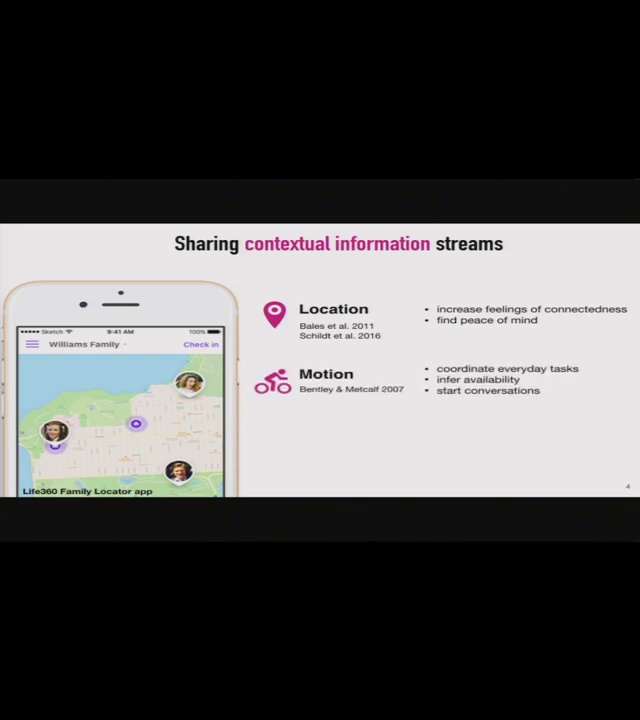 Sharing contextual information streams
Sketch 9:41 AM 100%
Williams Family
Check in
Life360 Family Locator app
Location
Bales et al. 2011
Schildt et al. 2016
• increase feelings of connectedness
• find peace of mind
Motion
Bentley & Metcalf 2007
• coordinate everyday tasks
• infer availability
• start conversations
4